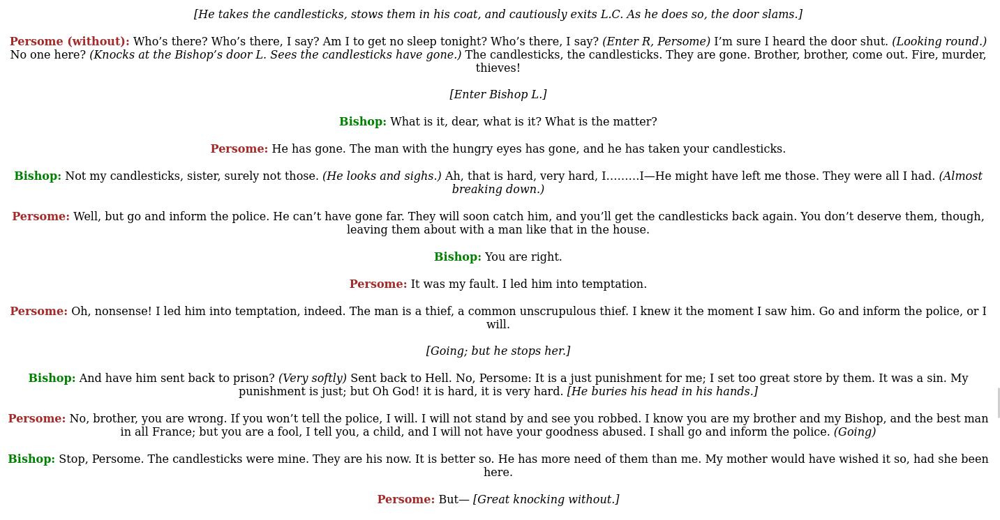 [He takes the candlesticks, stows them in his coat, and cautiously exits L.C. As he does so, the door slams.]
Persome (without): Who’s there? Who’s there, I say? Am I to get no sleep tonight? Who’s there, I say? (Enter R, Persome) I’m sure I heard the door shut. (Looking round.)
No one here? (Knocks at the Bishop’s door L. Sees the candlesticks have gone.) The candlesticks, the candlesticks. They are gone. Brother, brother, come out. Fire, murder,
thieves!
[Enter Bishop L.]
Bishop: What is it, dear, what is it? What is the matter?
Persome: He has gone. The man with the hungry eyes has gone, and he has taken your candlesticks.
Bishop: Not my candlesticks, sister, surely not those. (He looks and sighs.) Ah, that is hard, very hard, I………I—He might have left me those. They were all I had. (Almost
breaking down.)
Persome: Well, but go and inform the police. He can’t have gone far. They will soon catch him, and you’ll get the candlesticks back again. You don’t deserve them, though,
leaving them about with a man like that in the house.
Bishop: You are right.
Persome: It was my fault. I led him into temptation.
Persome: Oh, nonsense! I led him into temptation, indeed. The man is a thief, a common unscrupulous thief. I knew it the moment I saw him. Go and inform the police, or I
will.
[Going; but he stops her.]
Bishop: And have him sent back to prison? (Very softly) Sent back to Hell. No, Persome: It is a just punishment for me; I set too great store by them. It was a sin. My
punishment is just; but Oh God! it is hard, it is very hard. [He buries his head in his hands.]
Persome: No, brother, you are wrong. If you won’t tell the police, I will. I will not stand by and see you robbed. I know you are my brother and my Bishop, and the best man
in all France; but you are a fool, I tell you, a child, and I will not have your goodness abused. I shall go and inform the police. (Going)
Bishop: Stop, Persome. The candlesticks were mine. They are his now. It is better so. He has more need of them than me. My mother would have wished it so, had she been
here.
Persome: But— [Great knocking without.]